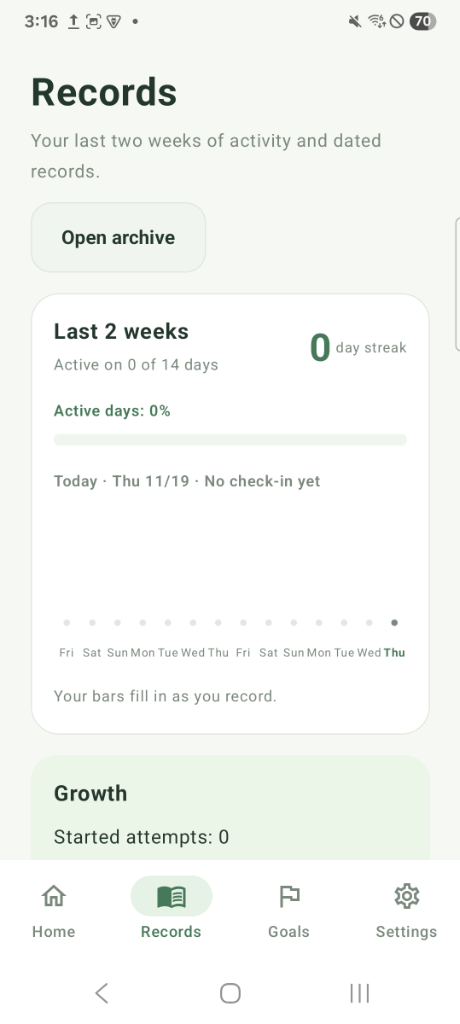 3:16
70
Records
Your last two weeks of activity and dated
records.
Open archive
Last 2 weeks
0 day streak
Active on 0 of 14 days
Active days: 0%
Today · Thu 11/19 · No check-in yet
Fri Sat Sun Mon Tue Wed Thu Fri Sat Sun Mon Tue Wed Thu
Your bars fill in as you record.
Growth
Started attempts: 0
Home Records Goals Settings